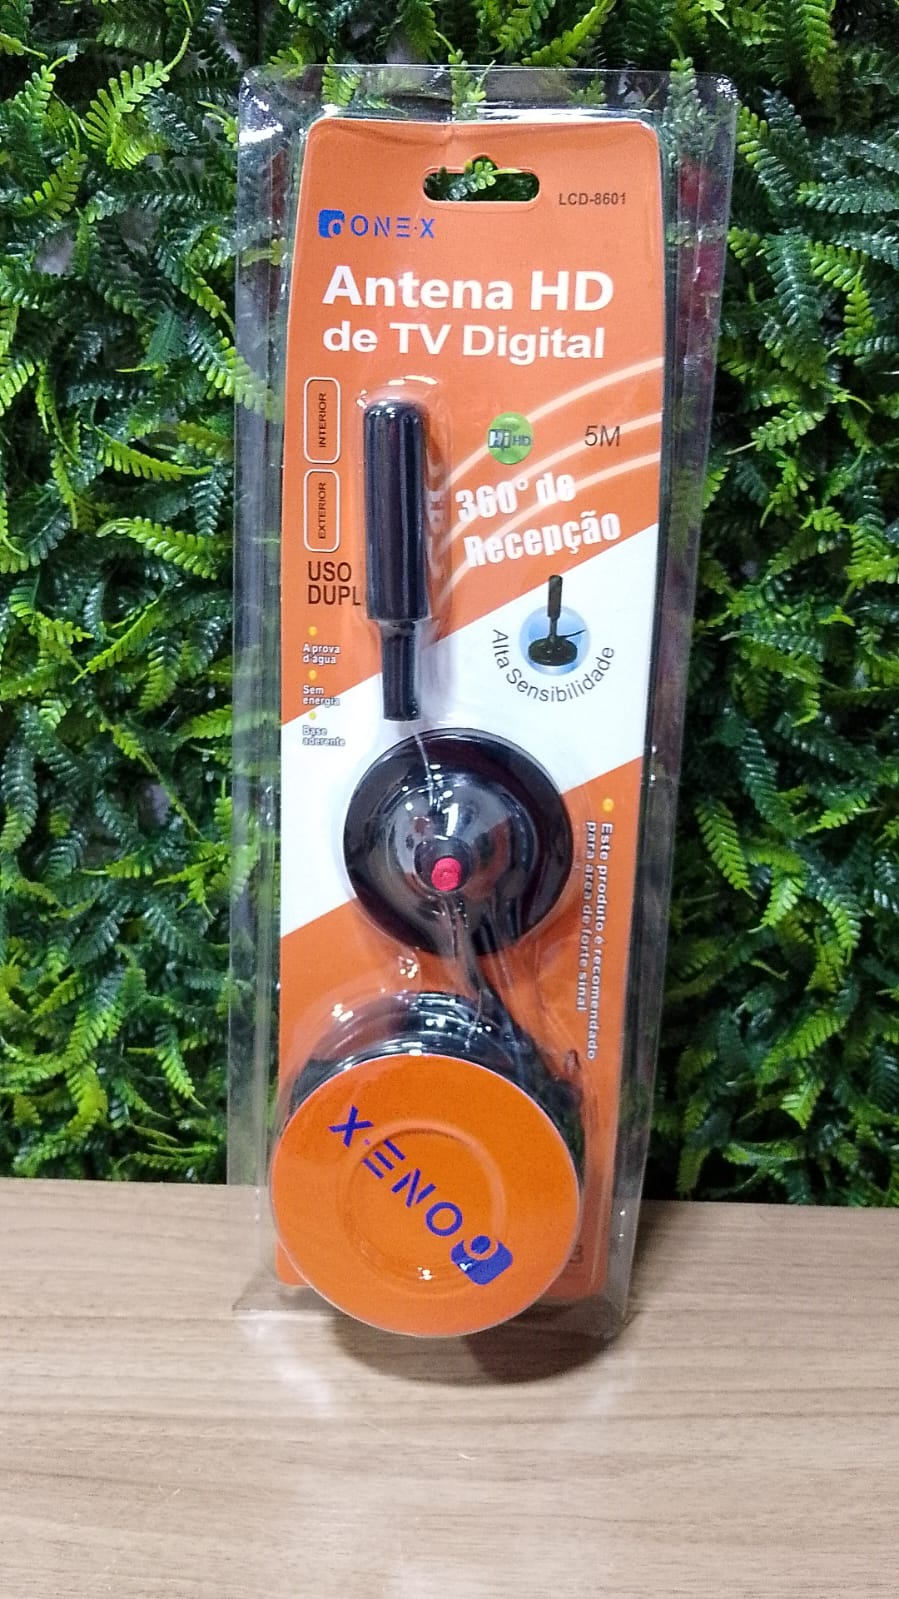 LCD-8601
ONE·X
Antena HD
de TV Digital
INTERIOR
EXTERIOR
USO
DUPL
Hi HD
5M
360° de
Recepção
Alta Sensibilidade
A prova
d'água
Sem
energia
Base
aderente
Este produto é recomendado
para área de forte sinal
ONE·X